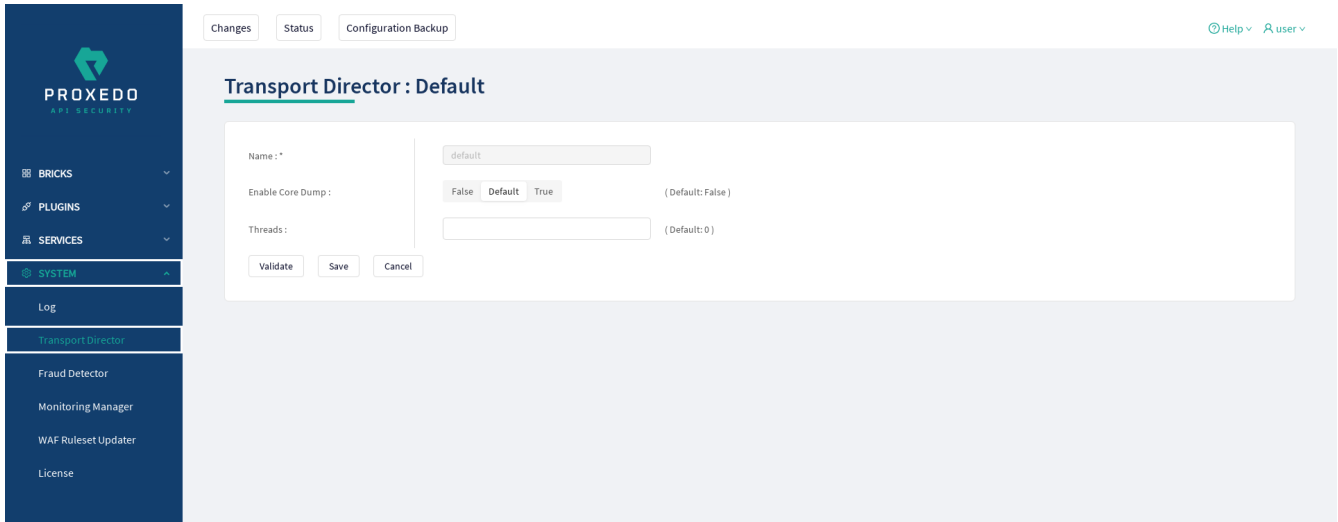 Changes Status Configuration Backup Help user
PROXEDO
API SECURITY
Transport Director : Default
BRICKS
PLUGINS
SERVICES
SYSTEM
Log
Transport Director
Fraud Detector
Monitoring Manager
WAF Ruleset Updater
License
Name : * default
Enable Core Dump : False Default True ( Default: False )
Threads : ( Default: 0 )
Validate Save Cancel